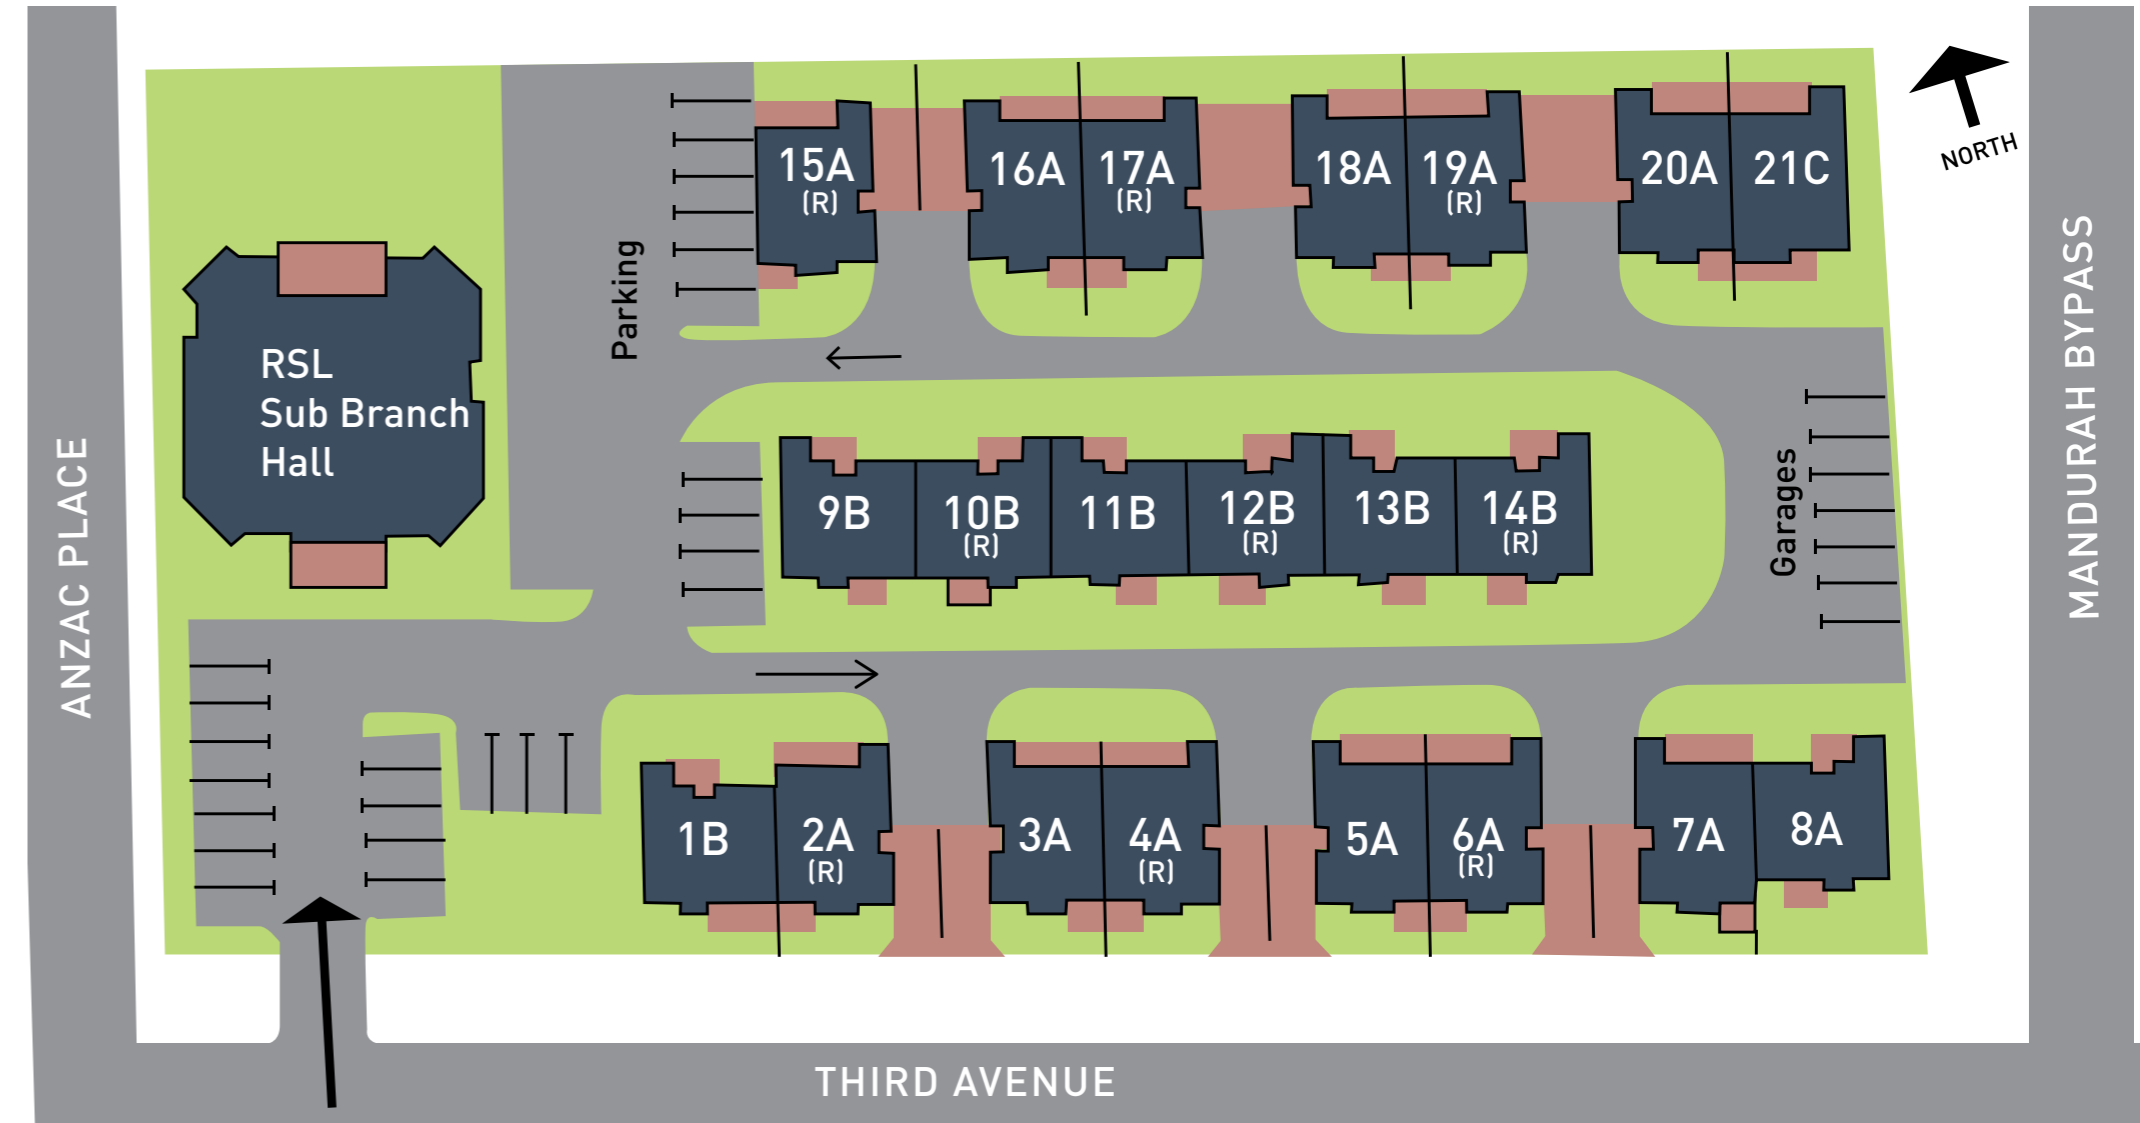 NORTH
15A
(R)
16A
17A
(R)
18A
19A
(R)
20A
21C
Parking
RSL
Sub Branch
Hall
ANZAC PLACE
MANDURAH BYPASS
9B
10B
(R)
11B
12B
(R)
13B
14B
(R)
Garages
1B
2A
(R)
3A
4A
(R)
5A
6A
(R)
7A
8A
THIRD AVENUE